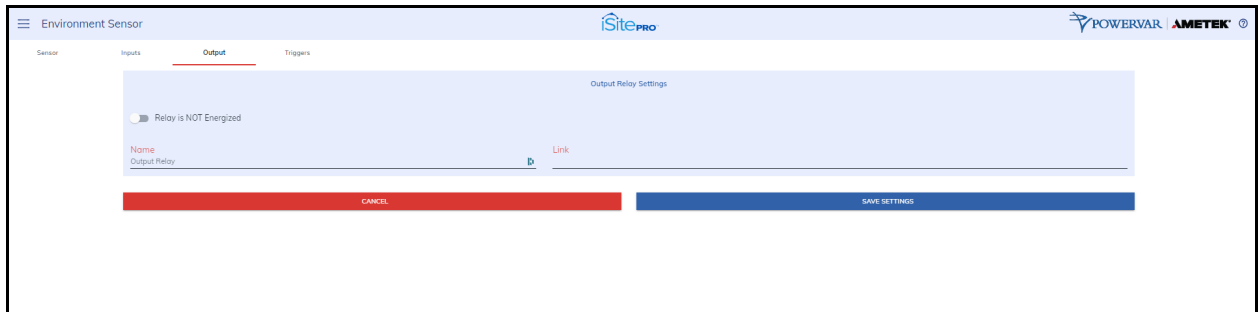 Environment Sensor
iSitePRO
POWERVAR AMETEK®
Sensor Inputs Output Triggers
Output Relay Settings
Relay is NOT Energized
Name Link
Output Relay
CANCEL SAVE SETTINGS